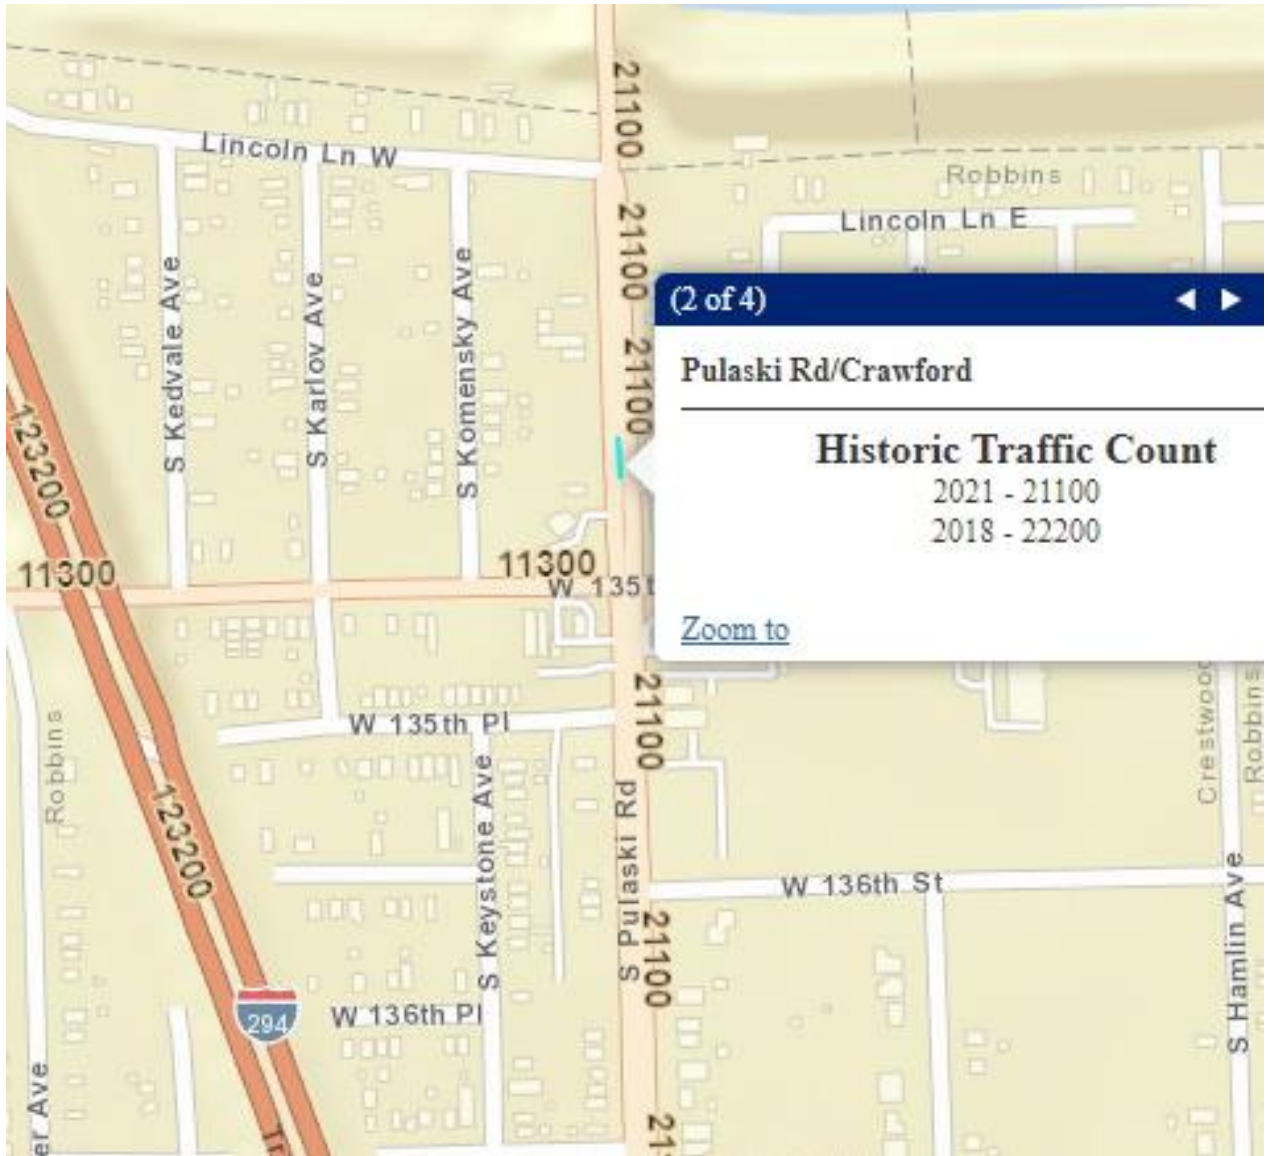 21100
Lincoln Ln W
Robbins
21100
Lincoln Ln E
(2 of 4)
Pulaski Rd/Crawford
Historic Traffic Count
2021 - 21100
2018 - 22200
Zoom to
21100
S Kedvale Ave
S Karlov Ave
S Komensky Ave
123200
11300
11300
W 135t
21100
W 135th Pl
Robbins
Crestwood
Robbins
123200
S Keystone Ave
S Pulaski Rd
W 136th St
21100
S Hamlin Ave
294
W 136th Pl
er Ave
Tr
211